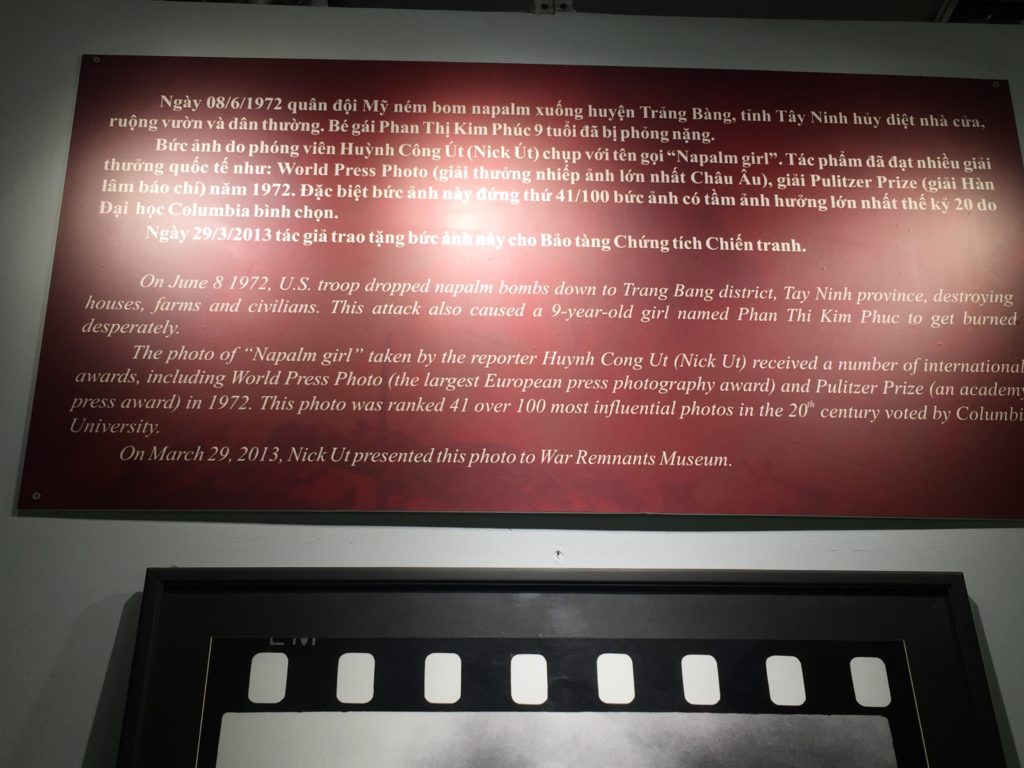 Ngày 08/6/1972 quân đội Mỹ ném bom napalm xuống huyện Trảng Bàng, tỉnh Tây Ninh hủy diệt nhà cửa,
ruộng vườn và dân thường. Bé gái Phan Thị Kim Phúc 9 tuổi đã bị phỏng nặng.
Bức ảnh do phóng viên Huỳnh Công Út (Nick Út) chụp với tên gọi “Napalm girl”. Tác phẩm đã đạt nhiều giải
thưởng quốc tế như: World Press Photo (giải thưởng nhiếp ảnh lớn nhất Châu Âu), giải Pulitzer Prize (giải Hàn
lâm báo chí) năm 1972. Đặc biệt bức ảnh này đứng thứ 41/100 bức ảnh có tầm ảnh hưởng lớn nhất thế kỷ 20 do
Đại học Columbia bình chọn.
Ngày 29/3/2013 tác giả trao tặng bức ảnh này cho Bảo tàng Chứng tích Chiến tranh.
On June 8 1972, U.S. troop dropped napalm bombs down to Trang Bang district, Tay Ninh province, destroying
houses, farms and civilians. This attack also caused a 9-year-old girl named Phan Thi Kim Phuc to get burned
desperately.
The photo of “Napalm girl” taken by the reporter Huynh Cong Ut (Nick Ut) received a number of international
awards, including World Press Photo (the largest European press photography award) and Pulitzer Prize (an academy
press award) in 1972. This photo was ranked 41 over 100 most influential photos in the 20th century voted by Columbi
University.
On March 29, 2013, Nick Ut presented this photo to War Remnants Museum.